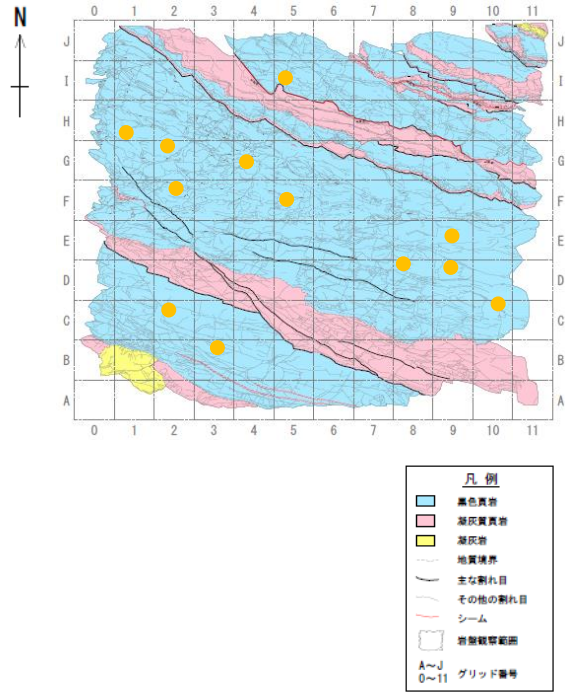 N
0 1 2 3 4 5 6 7 8 9 10 11
J J
I I
H H
G G
F F
E E
D D
C C
B B
A A
0 1 2 3 4 5 6 7 8 9 10 11
凡 例
黒色頁岩
凝灰質頁岩
凝灰岩
地質境界
主な割れ目
その他の割れ目
シーム
岩盤観察範囲
A～J
0～11 グリッド番号